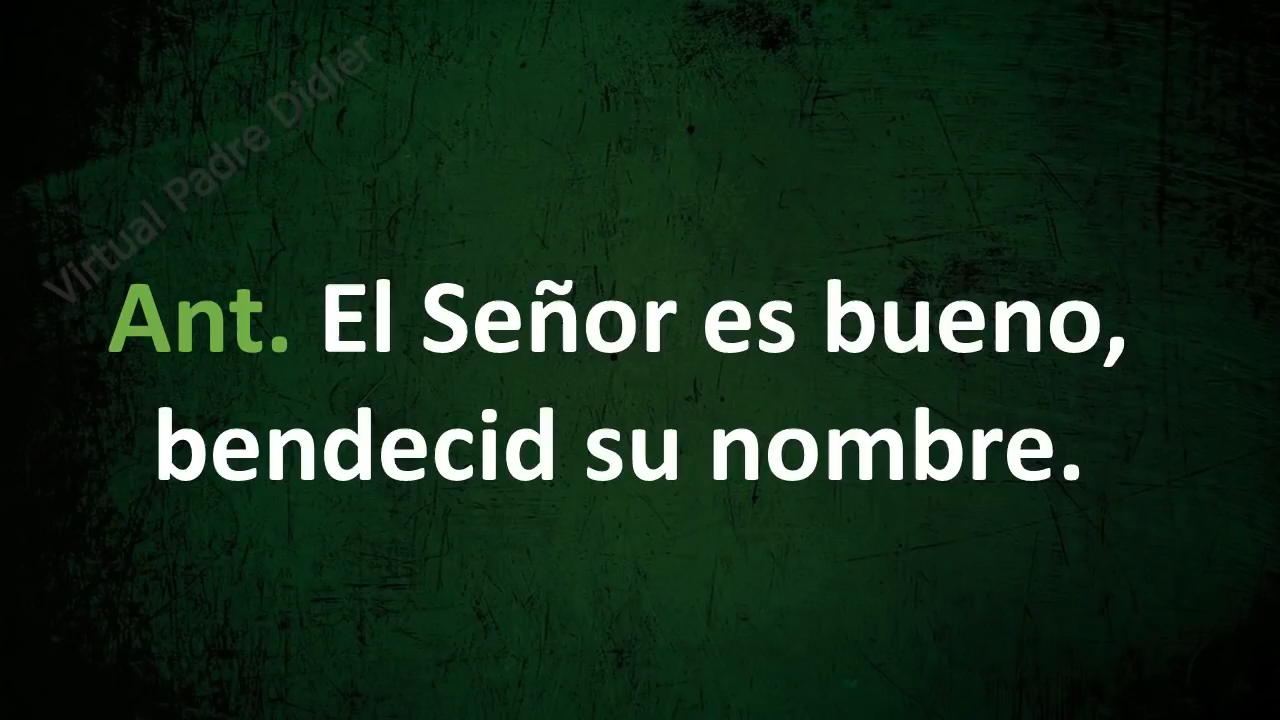 Virtual Padre Didier
Ant. El Señor es bueno,
bendecid su nombre.